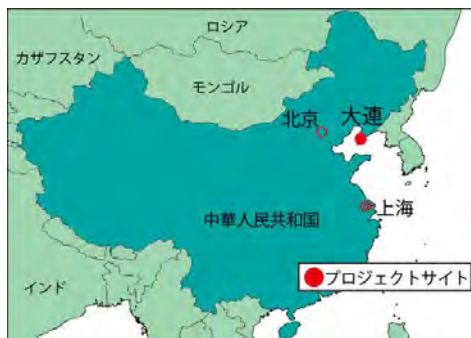 ロシア
カザフスタン
モンゴル
北京
大連
上海
中華人民共和国
プロジェクトサイト
インド